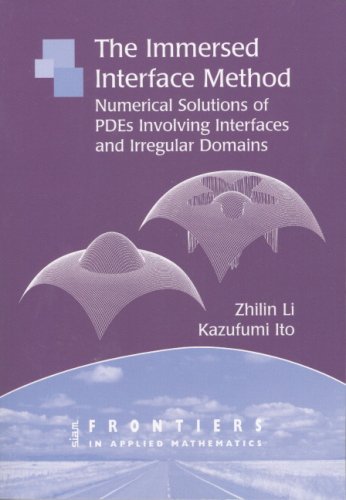 The Immersed
Interface Method
Numerical Solutions of
PDEs Involving Interfaces
and Irregular Domains
Zhilin Li
Kazufumi Ito
siam
FRONTIERS
IN APPLIED MATHEMATICS